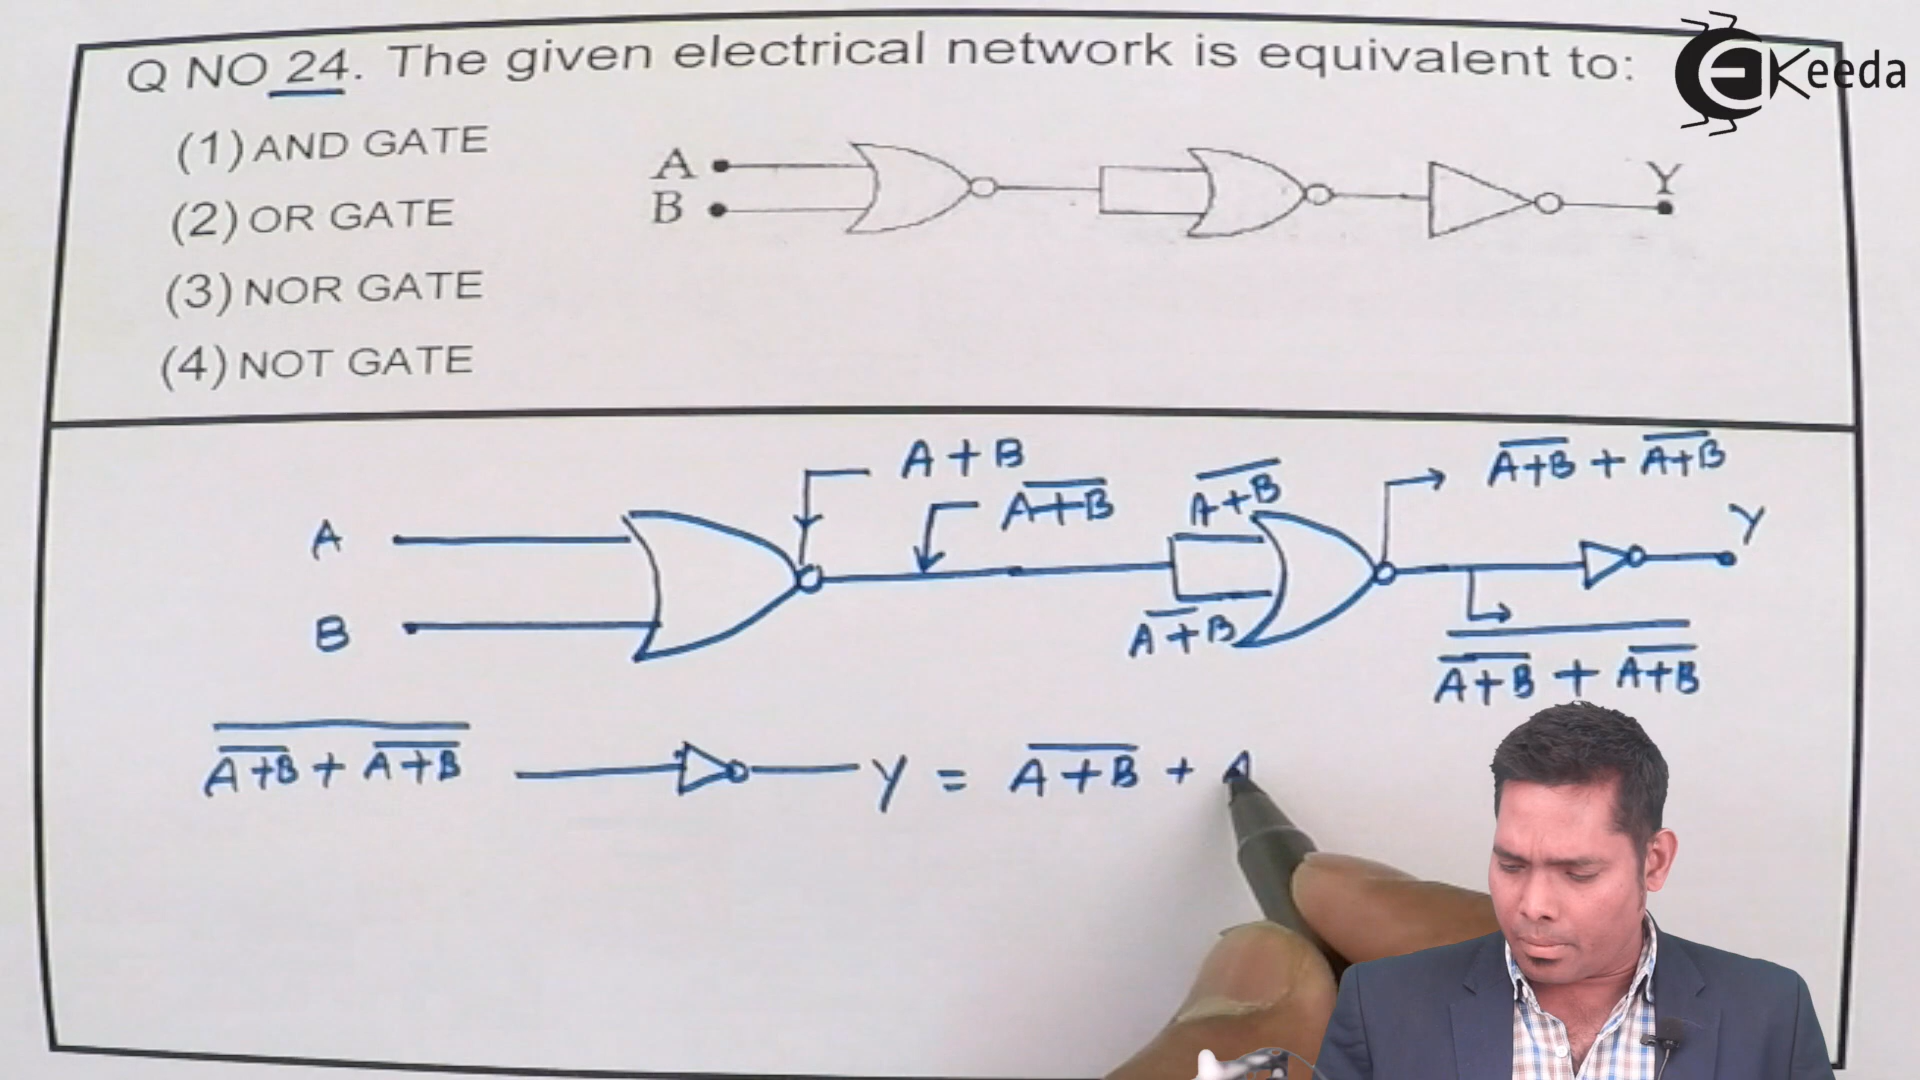 Q NO 24. The given electrical network is equivalent to:
EKeeda
(1) AND GATE
(2) OR GATE
(3) NOR GATE
(4) NOT GATE
A
B
Y
A + B
A̅+̅B̅
A̅+̅B̅
A̅+̅B̅ + A̅+̅B̅
A
Y
B
A̅+̅B̅
A̅+̅B̅ + A̅+̅B̅
A̅+̅B̅ + A̅+̅B̅
Y = A̅+̅B̅ + A